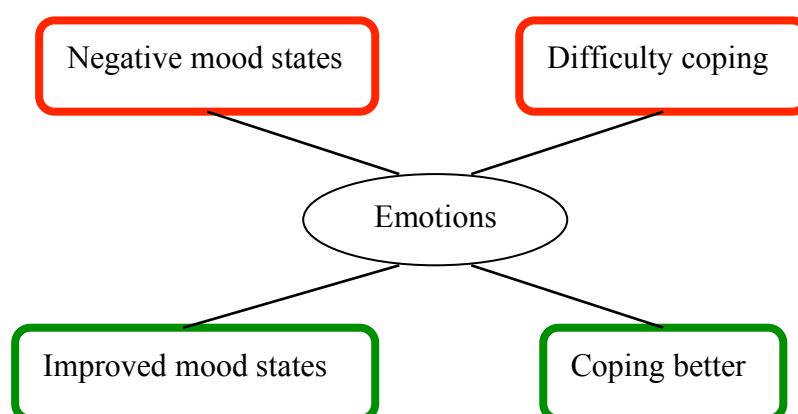 Negative mood states
Difficulty coping
Emotions
Improved mood states
Coping better